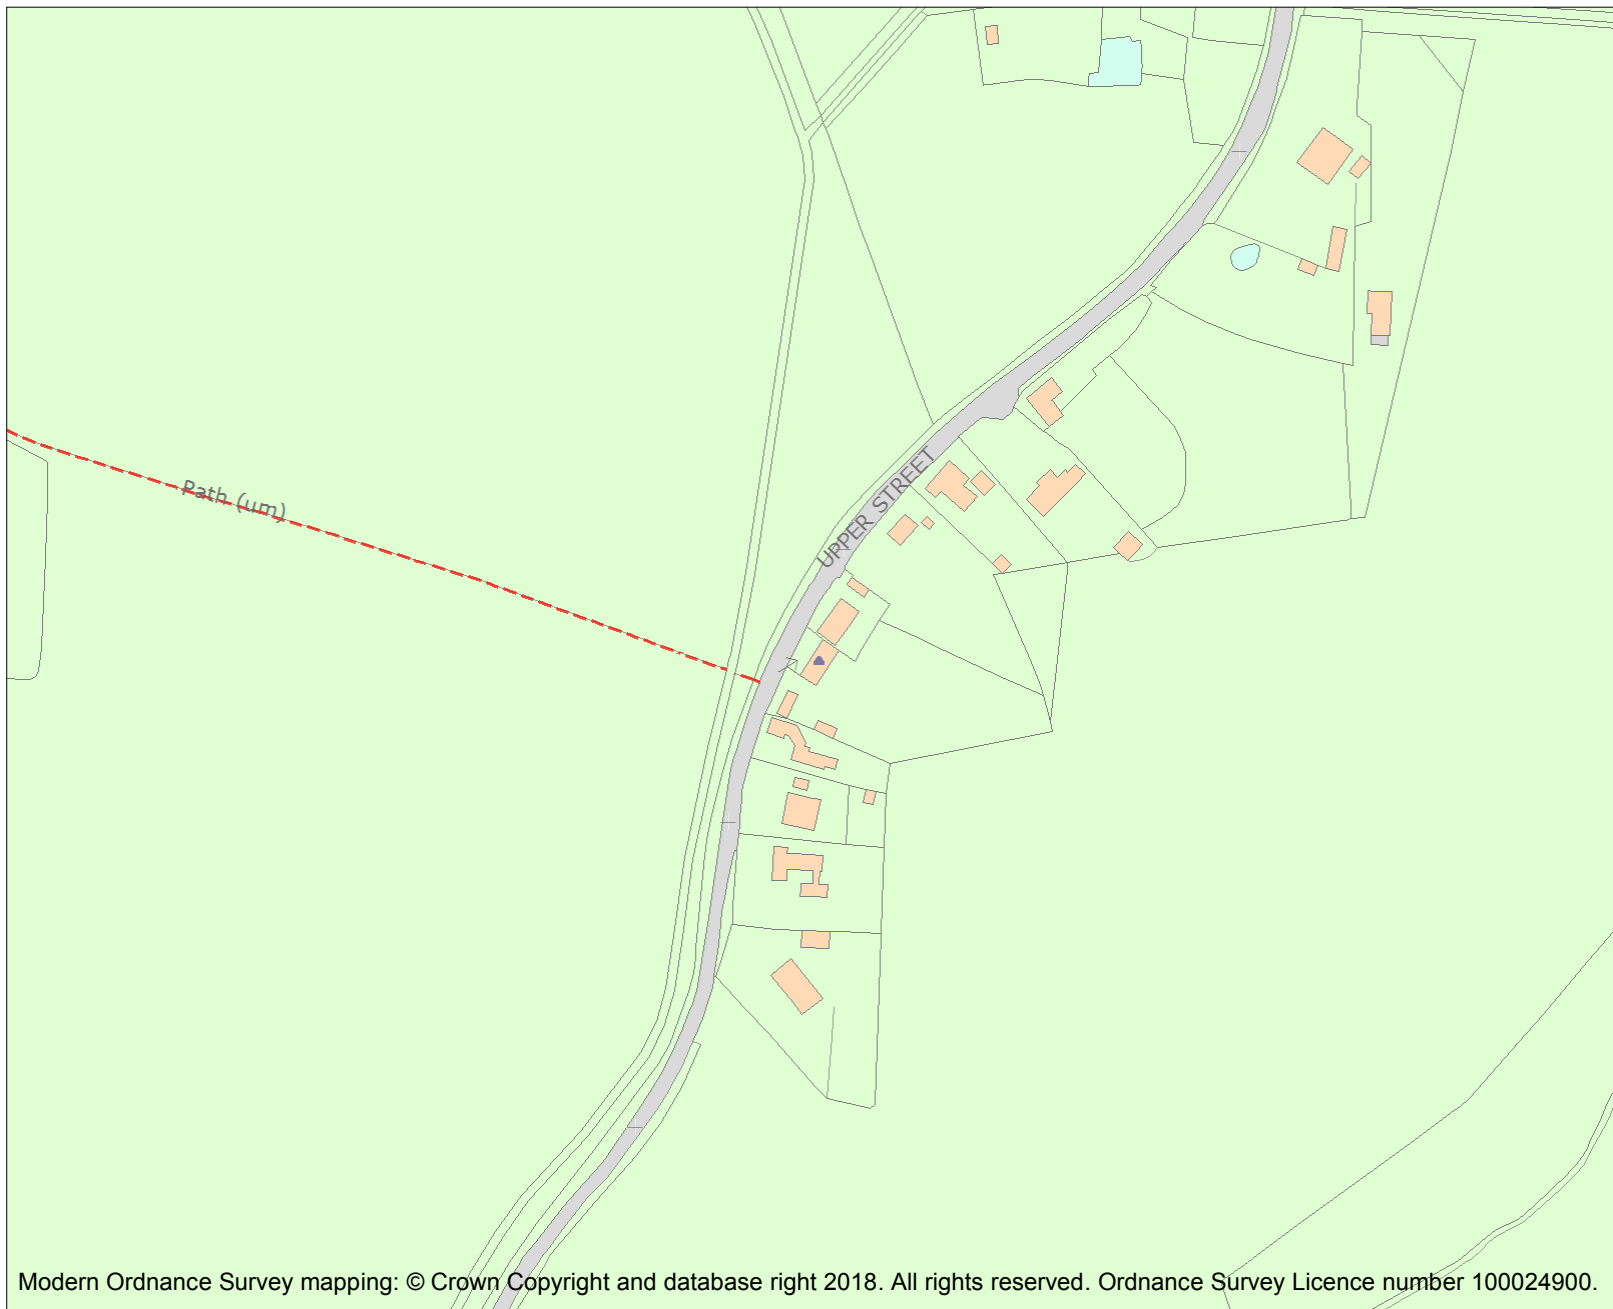 UPPER STREET
Path (um)
Modern Ordnance Survey mapping: © Crown Copyright and database right 2018. All rights reserved. Ordnance Survey Licence number 100024900.